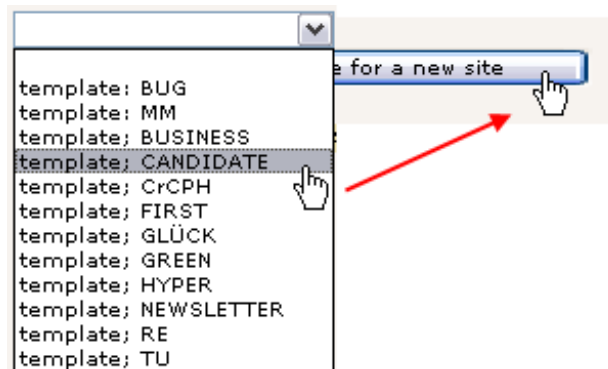 e for a new site
template: BUG
template: MM
template; BUSINESS
template; CANDIDATE
template; CrCPH
template; FIRST
template; GLÜCK
template; GREEN
template; HYPER
template; NEWSLETTER
template; RE
template; TU